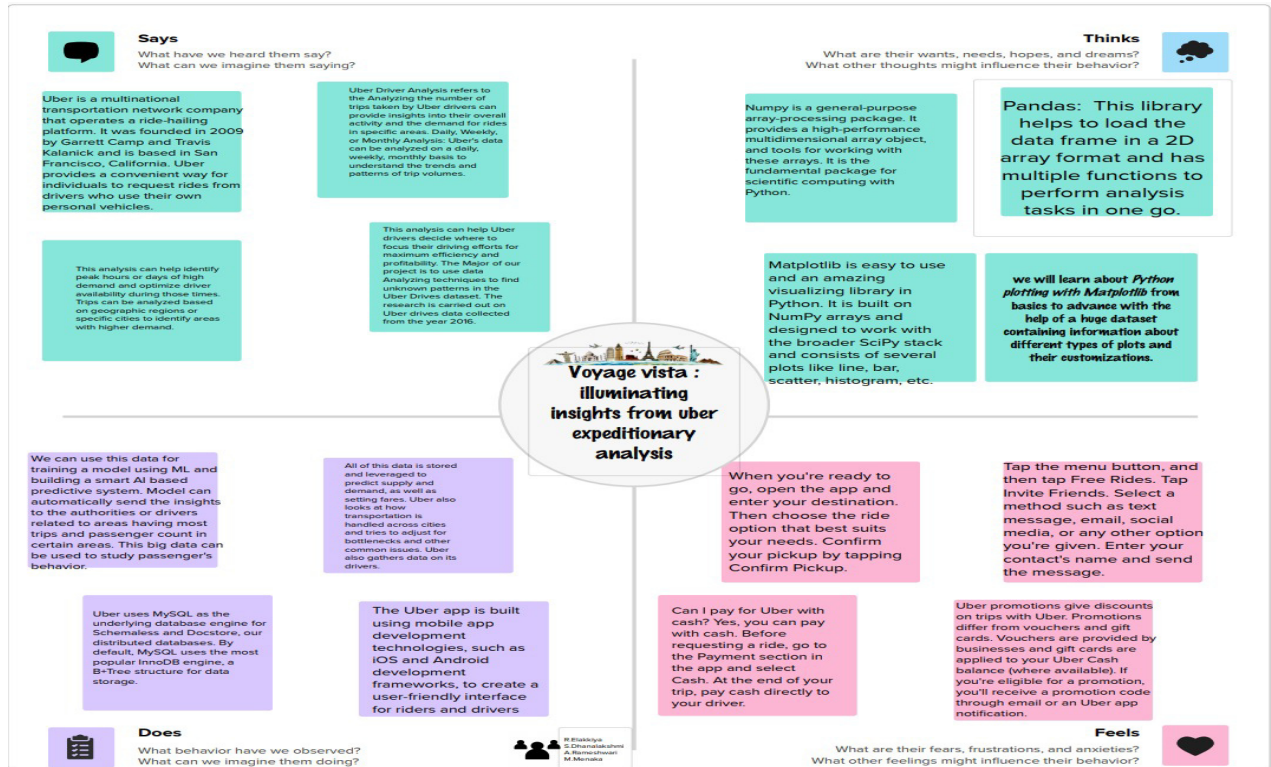 Says
What have we heard them say?
What can we imagine them saying?
Uber is a multinational
transportation network company
that operates a ride-hailing
platform. It was founded in 2009
by Garrett Camp and Travis
Kalanick and is based in San
Francisco, California. Uber
provides a convenient way for
individuals to request rides from
drivers who use their own
personal vehicles.
Uber Driver Analysis refers to
the Analyzing the number of
trips taken by Uber drivers can
provide insights into their overall
activity and the demand for rides
in specific areas. Daily, Weekly,
or Monthly Analysis: Uber's data
can be analyzed on a daily,
weekly, monthly basis to
understand the trends and
patterns of trip volumes.
This analysis can help identify
peak hours or days of high
demand and optimize driver
availability during those times.
Trips can be analyzed based
on geographic regions or
specific cities to identify areas
with higher demand.
This analysis can help Uber
drivers decide where to
focus their driving efforts for
maximum efficiency and
profitability. The Major of our
project is to use data
Analyzing techniques to find
unknown patterns in the
Uber Drives dataset. The
research is carried out on
Uber drives data collected
from the year 2016.
Thinks
What are their wants, needs, hopes, and dreams?
What other thoughts might influence their behavior?
Numpy is a general-purpose
array-processing package. It
provides a high-performance
multidimensional array object,
and tools for working with
these arrays. It is the
fundamental package for
scientific computing with
Python.
Pandas: This library
helps to load the
data frame in a 2D
array format and has
multiple functions to
perform analysis
tasks in one go.
Matplotlib is easy to use
and an amazing
visualizing library in
Python. It is built on
NumPy arrays and
designed to work with
the broader SciPy stack
and consists of several
plots like line, bar,
scatter, histogram, etc.
we will learn about Python
plotting with Matplotlib from
basics to advance with the
help of a huge dataset
containing information about
different types of plots and
their customizations.
Voyage vista :
illuminating
insights from uber
expeditionary
analysis
We can use this data for
training a model using ML and
building a smart AI based
predictive system. Model can
automatically send the insights
to the authorities or drivers
related to areas having most
trips and passenger count in
certain areas. This big data can
be used to study passenger's
behavior.
All of this data is stored
and leveraged to
predict supply and
demand, as well as
setting fares. Uber also
looks at how
transportation is
handled across cities
and tries to adjust for
bottlenecks and other
common issues. Uber
also gathers data on its
drivers.
Uber uses MySQL as the
underlying database engine for
Schemaless and Docstore, our
distributed databases. By
default, MySQL uses the most
popular InnoDB engine, a
B+Tree structure for data
storage.
The Uber app is built
using mobile app
development
technologies, such as
iOS and Android
development
frameworks, to create a
user-friendly interface
for riders and drivers
Does
What behavior have we observed?
What can we imagine them doing?
R.Elakkiya
S.Dhanalakshmi
A.Rameshwari
M.Menaka
When you're ready to
go, open the app and
enter your destination.
Then choose the ride
option that best suits
your needs. Confirm
your pickup by tapping
Confirm Pickup.
Tap the menu button, and
then tap Free Rides. Tap
Invite Friends. Select a
method such as text
message, email, social
media, or any other option
you're given. Enter your
contact's name and send
the message.
Can I pay for Uber with
cash? Yes, you can pay
with cash. Before
requesting a ride, go to
the Payment section in
the app and select
Cash. At the end of your
trip, pay cash directly to
your driver.
Uber promotions give discounts
on trips with Uber. Promotions
differ from vouchers and gift
cards. Vouchers are provided by
businesses and gift cards are
applied to your Uber Cash
balance (where available). If
you're eligible for a promotion,
you'll receive a promotion code
through email or an Uber app
notification.
Feels
What are their fears, frustrations, and anxieties?
What other feelings might influence their behavior?